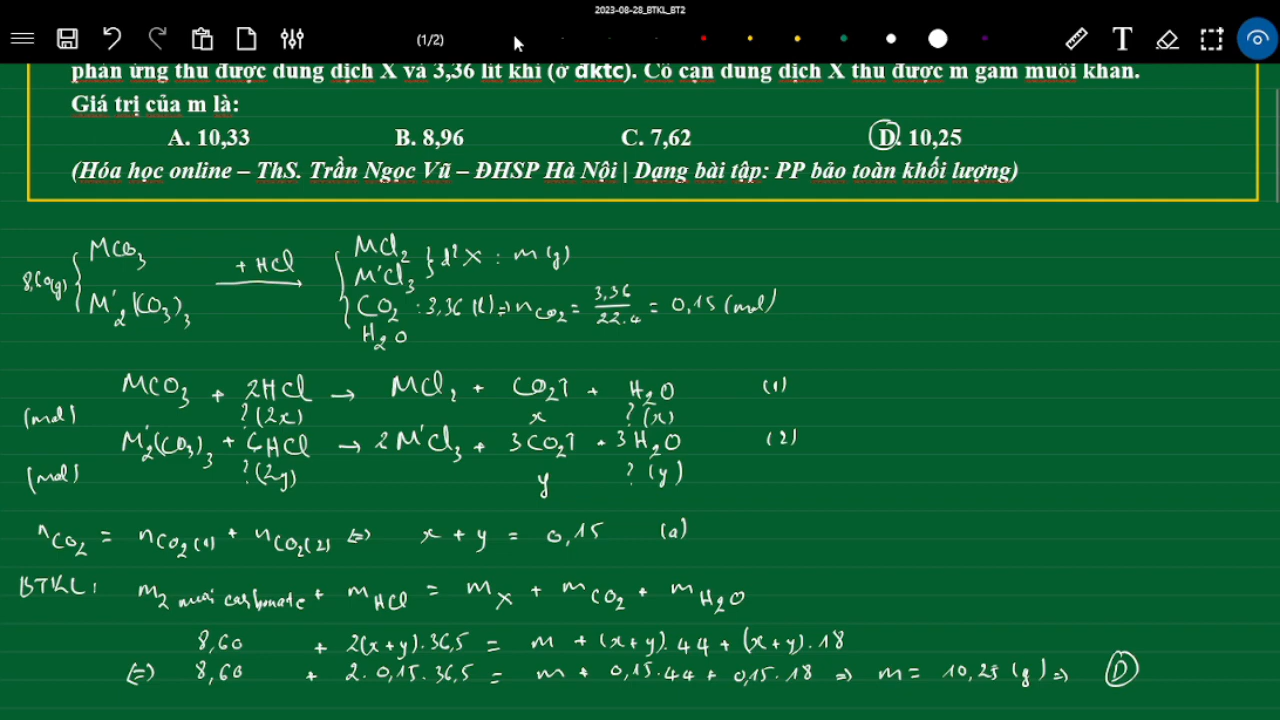 2023-08-28_BTKL_BT2
(1/2)
T
phản ứng thu được dung dịch X và 3,36 lít khí (ở đktc). Cô cạn dung dịch X thu được m gam muối khan.
Giá trị của m là:
A. 10,33 B. 8,96 C. 7,62 D. 10,25
(Hóa học online – ThS. Trần Ngọc Vũ – ĐHSP Hà Nội | Dạng bài tập: PP bảo toàn khối lượng)
MCO3 MCl2 } d² X : m (g)
8,60(g) + HCl M'Cl3
M'2(CO3)3 CO2 : 3,36 (l) => nCO2 = 3,36/22.4 = 0,15 (mol)
H2O
MCO3 + 2HCl → MCl2 + CO2↑ + H2O (1)
(mol) ?(2x) x ?(x)
M'2(CO3)3 + 6HCl → 2M'Cl3 + 3CO2↑ + 3H2O (2)
(mol) ?(2y) y ?(y)
nCO2 = nCO2(1) + nCO2(2) <=> x + y = 0,15 (a)
BTKL: m2 muối carbonate + mHCl = mX + mCO2 + mH2O
8,60 + 2(x+y).36,5 = m + (x+y).44 + (x+y).18
<=> 8,60 + 2.0,15.36,5 = m + 0,15.44 + 0,15.18 => m = 10,25 (g) => D